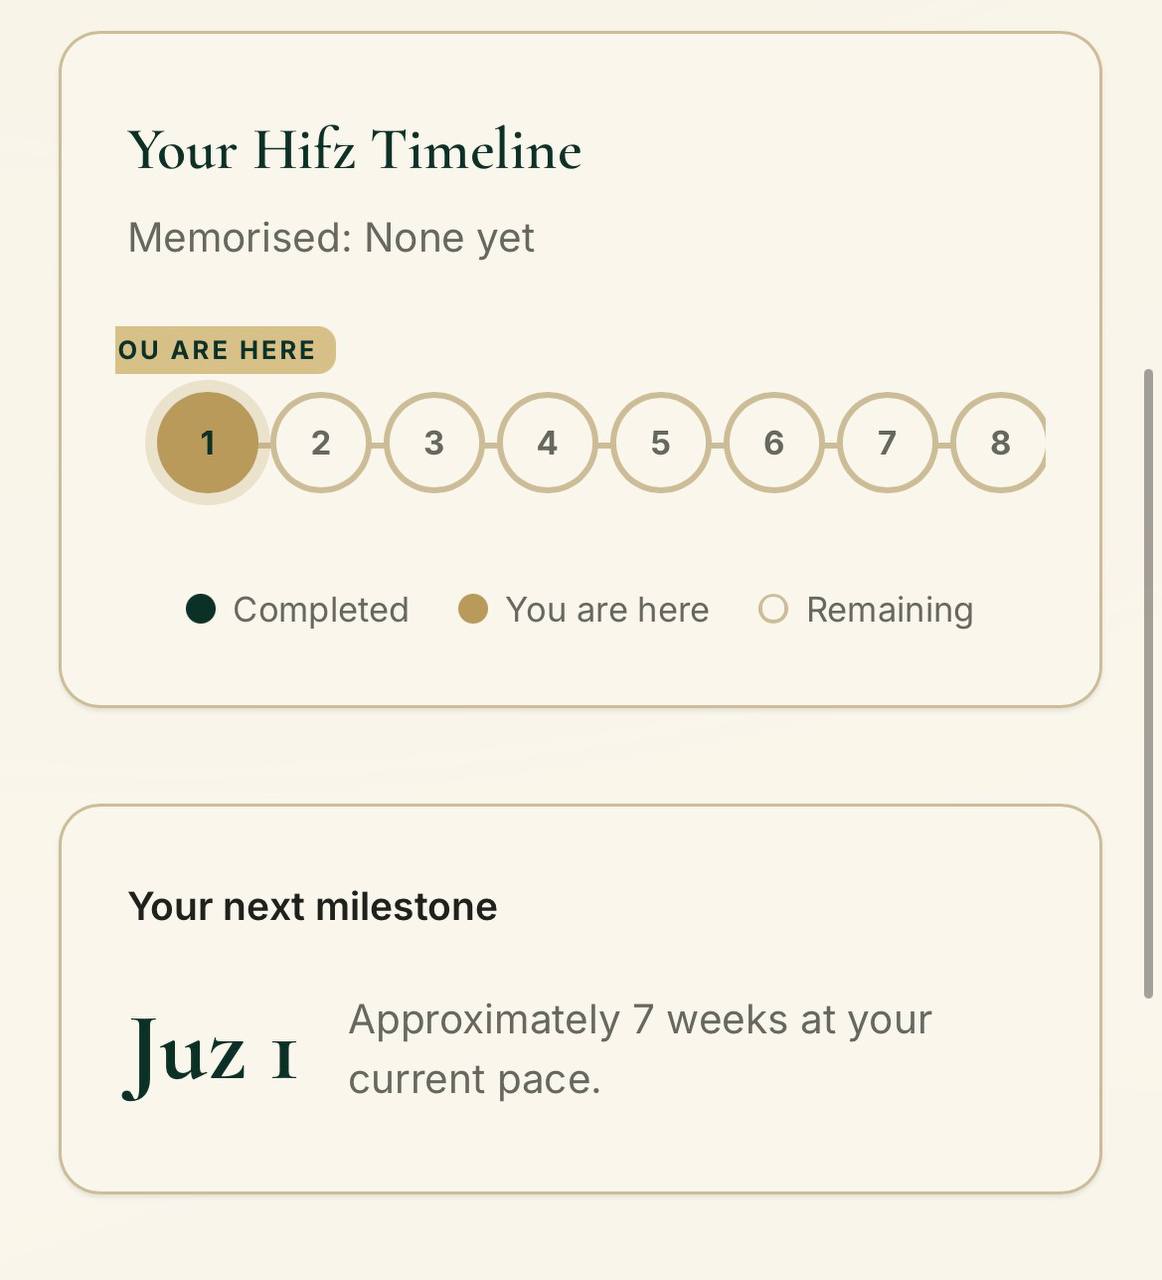 Your Hifz Timeline
Memorised: None yet
OU ARE HERE
1 2 3 4 5 6 7 8
Completed You are here Remaining
Your next milestone
Juz 1
Approximately 7 weeks at your
current pace.